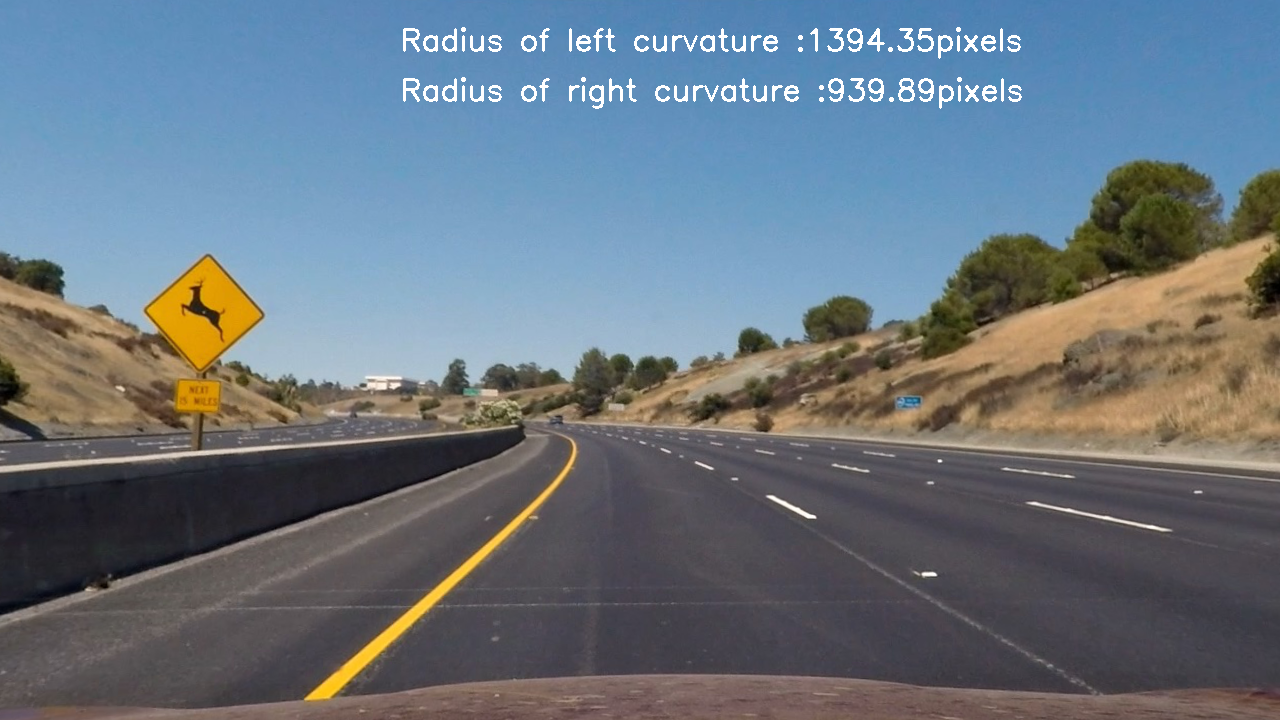 Radius of left curvature :1394.35pixels
Radius of right curvature :939.89pixels
NEXT
15 MILES